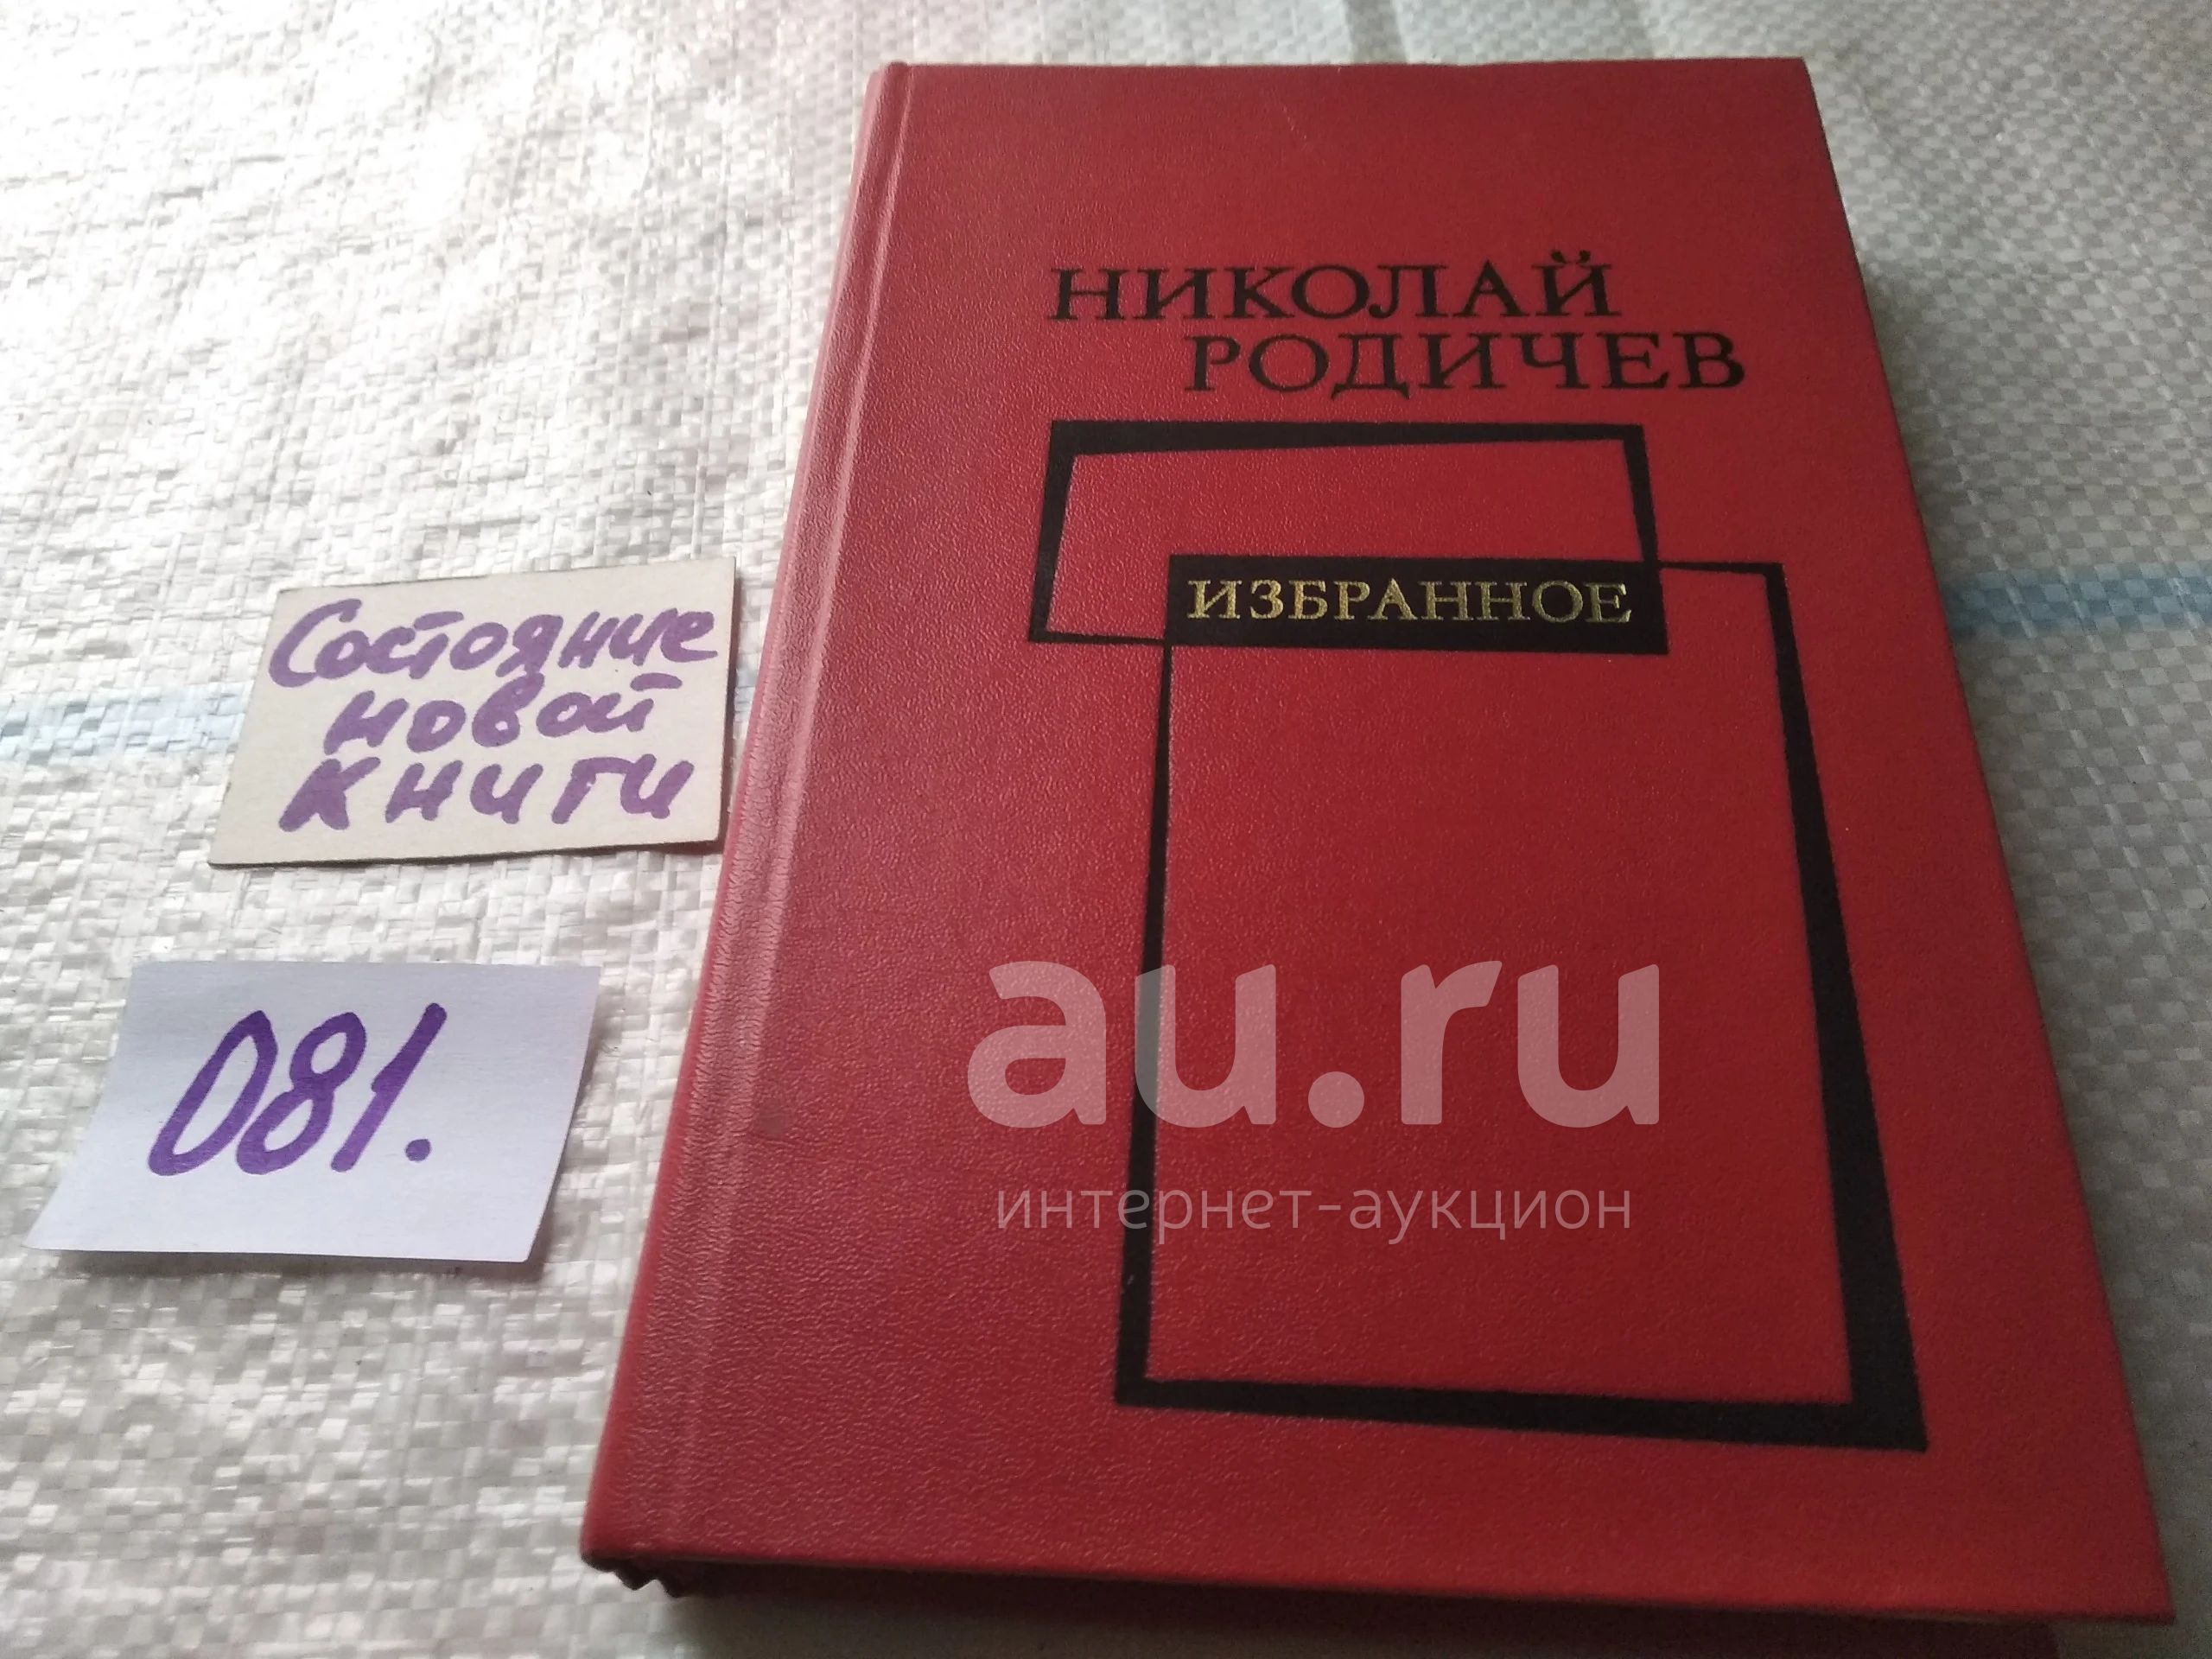 НИКОЛАЙ
РОДИЧЕВ
ИЗБРАННОЕ
Состояние
новой
книги
081.
au.ru
интернет-аукцион